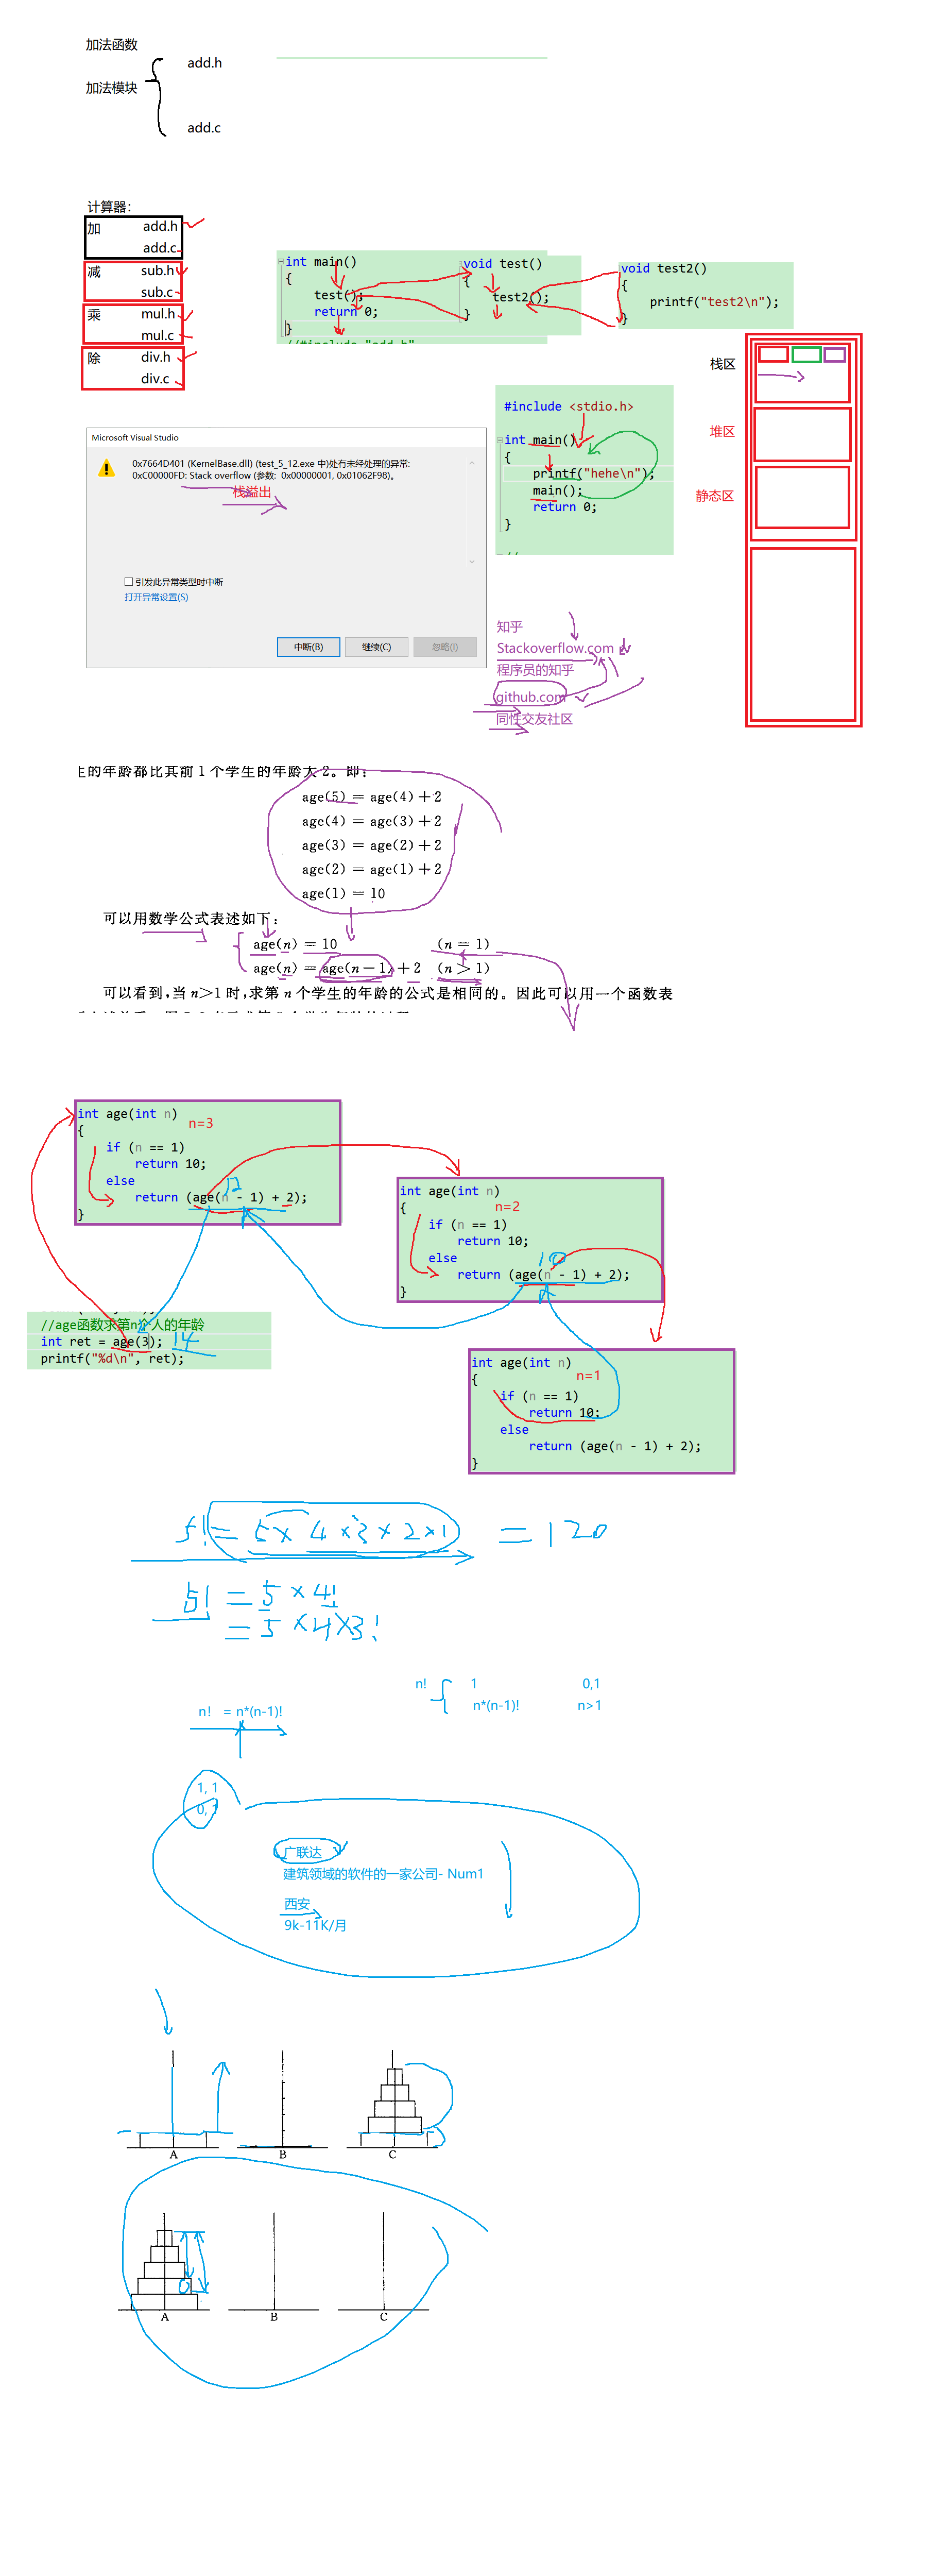 加法函数
add.h
加法模块
add.c
计算器：
加 add.h
add.c
减 sub.h
sub.c
乘 mul.h
mul.c
除 div.h
div.c
int main()
{
test();
return 0;
}
//#include "add.h"
void test()
{
test2();
}
void test2()
{
printf("test2\n");
}
栈区
堆区
静态区
Microsoft Visual Studio
0x7664D401 (KernelBase.dll) (test_5_12.exe 中)处有未经处理的异常:
0xC00000FD: Stack overflow (参数: 0x00000001, 0x01062F98)。
栈溢出
引发此异常类型时中断
打开异常设置(S)
中断(B) 继续(C) 忽略(I)
#include <stdio.h>
int main()
{
printf("hehe\n");
main();
return 0;
}
知乎
Stackoverflow.com
程序员的知乎
github.com
同性交友社区
生的年龄都比其前 1 个学生的年龄大 2。即：
age(5) = age(4)+2
age(4) = age(3)+2
age(3) = age(2)+2
age(2) = age(1)+2
age(1) = 10
可以用数学公式表述如下：
age(n) = 10 (n = 1)
age(n) = age(n-1)+2 (n > 1)
可以看到，当 n>1 时，求第 n 个学生的年龄的公式是相同的。因此可以用一个函数表
int age(int n)
n=3
{
if (n == 1)
return 10;
else
12
return (age(n - 1) + 2);
}
int age(int n)
{
n=2
if (n == 1)
return 10;
else
10
return (age(n - 1) + 2);
}
//age函数求第n个人的年龄
int ret = age(3); 14
printf("%d\n", ret);
int age(int n)
{
n=1
if (n == 1)
return 10;
else
return (age(n - 1) + 2);
}
5! = 5×4×3×2×1 = 120
5! = 5×4!
= 5×4×3!
n! 1 0,1
n*(n-1)! n>1
n! = n*(n-1)!
1, 1
0, 1
广联达
建筑领域的软件的一家公司- Num1
西安
9k-11K/月
A B C
A B C